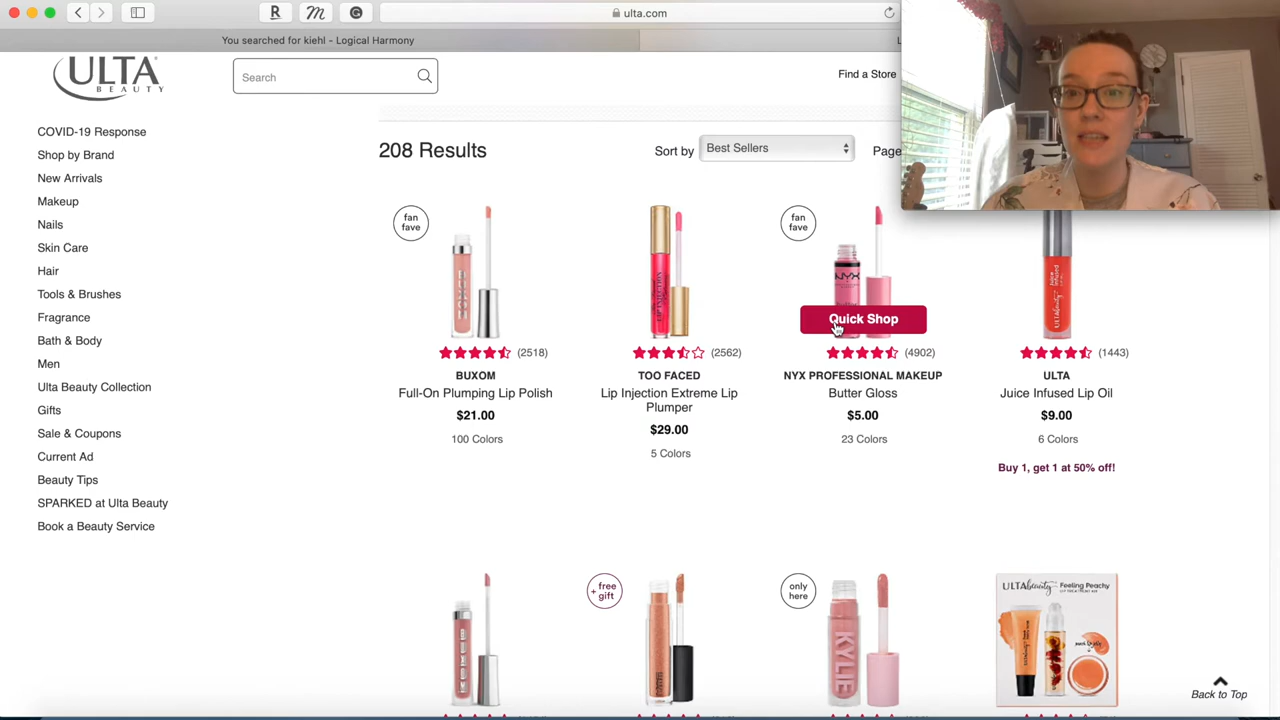 ulta.com
You searched for kiehl - Logical Harmony
L
ULTA
BEAUTY
Search
Find a Store
COVID-19 Response
Shop by Brand
New Arrivals
Makeup
Nails
Skin Care
Hair
Tools & Brushes
Fragrance
Bath & Body
Men
Ulta Beauty Collection
Gifts
Sale & Coupons
Current Ad
Beauty Tips
SPARKED at Ulta Beauty
Book a Beauty Service
208 Results
Sort by
Best Sellers
Page
fan
fave
BUXOM
(2518)
BUXOM
Full-On Plumping Lip Polish
$21.00
100 Colors
(2562)
TOO FACED
Lip Injection Extreme Lip
Plumper
$29.00
5 Colors
fan
fave
NYX
Quick Shop
(4902)
NYX PROFESSIONAL MAKEUP
Butter Gloss
$5.00
23 Colors
juice
infused
ULTA
(1443)
ULTA
Juice Infused Lip Oil
$9.00
6 Colors
Buy 1, get 1 at 50% off!
free
+ gift
only
here
KYLIE
ULTA beauty
Feeling Peachy
Back to Top